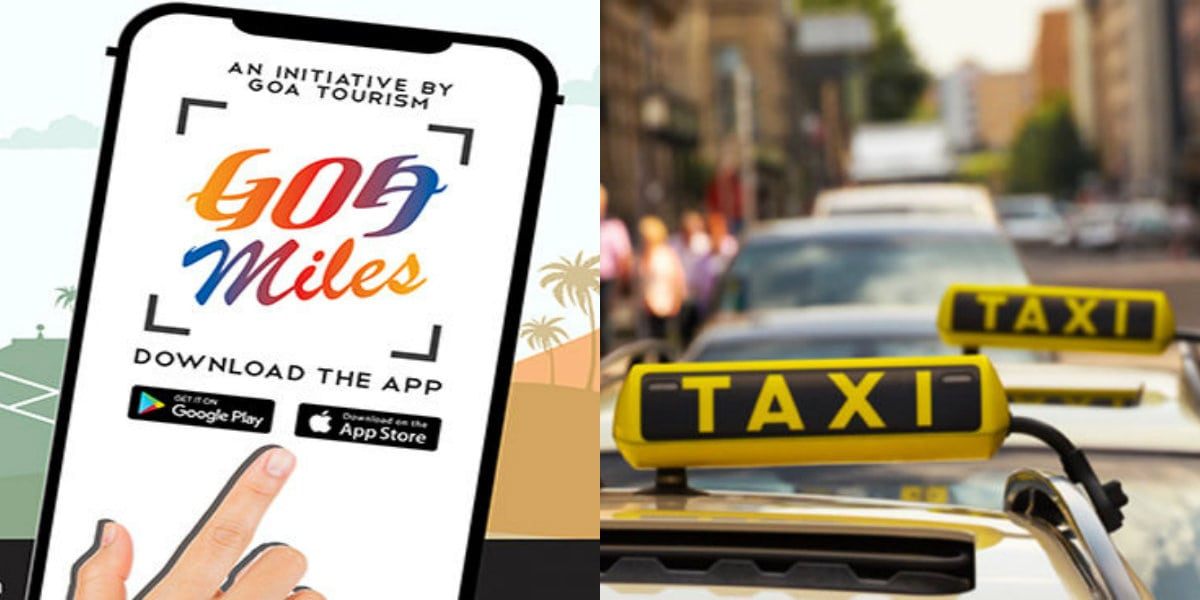 AN INITIATIVE BY
GOA TOURISM
GOA
Miles
DOWNLOAD THE APP
GET IT ON
Google Play
Download on the
App Store
TAXI
TAXI